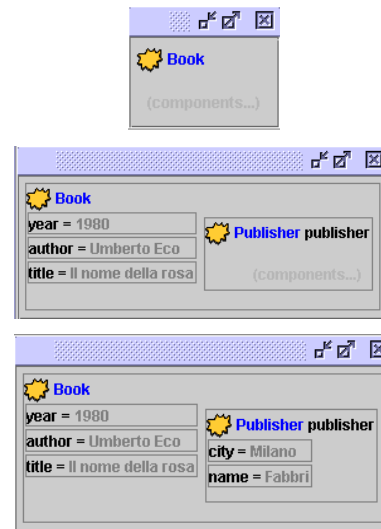 Book
(components...)
Book
year = 1980
author = Umberto Eco
title = Il nome della rosa
Publisher publisher
(components...)
Book
year = 1980
author = Umberto Eco
title = Il nome della rosa
Publisher publisher
city = Milano
name = Fabbri